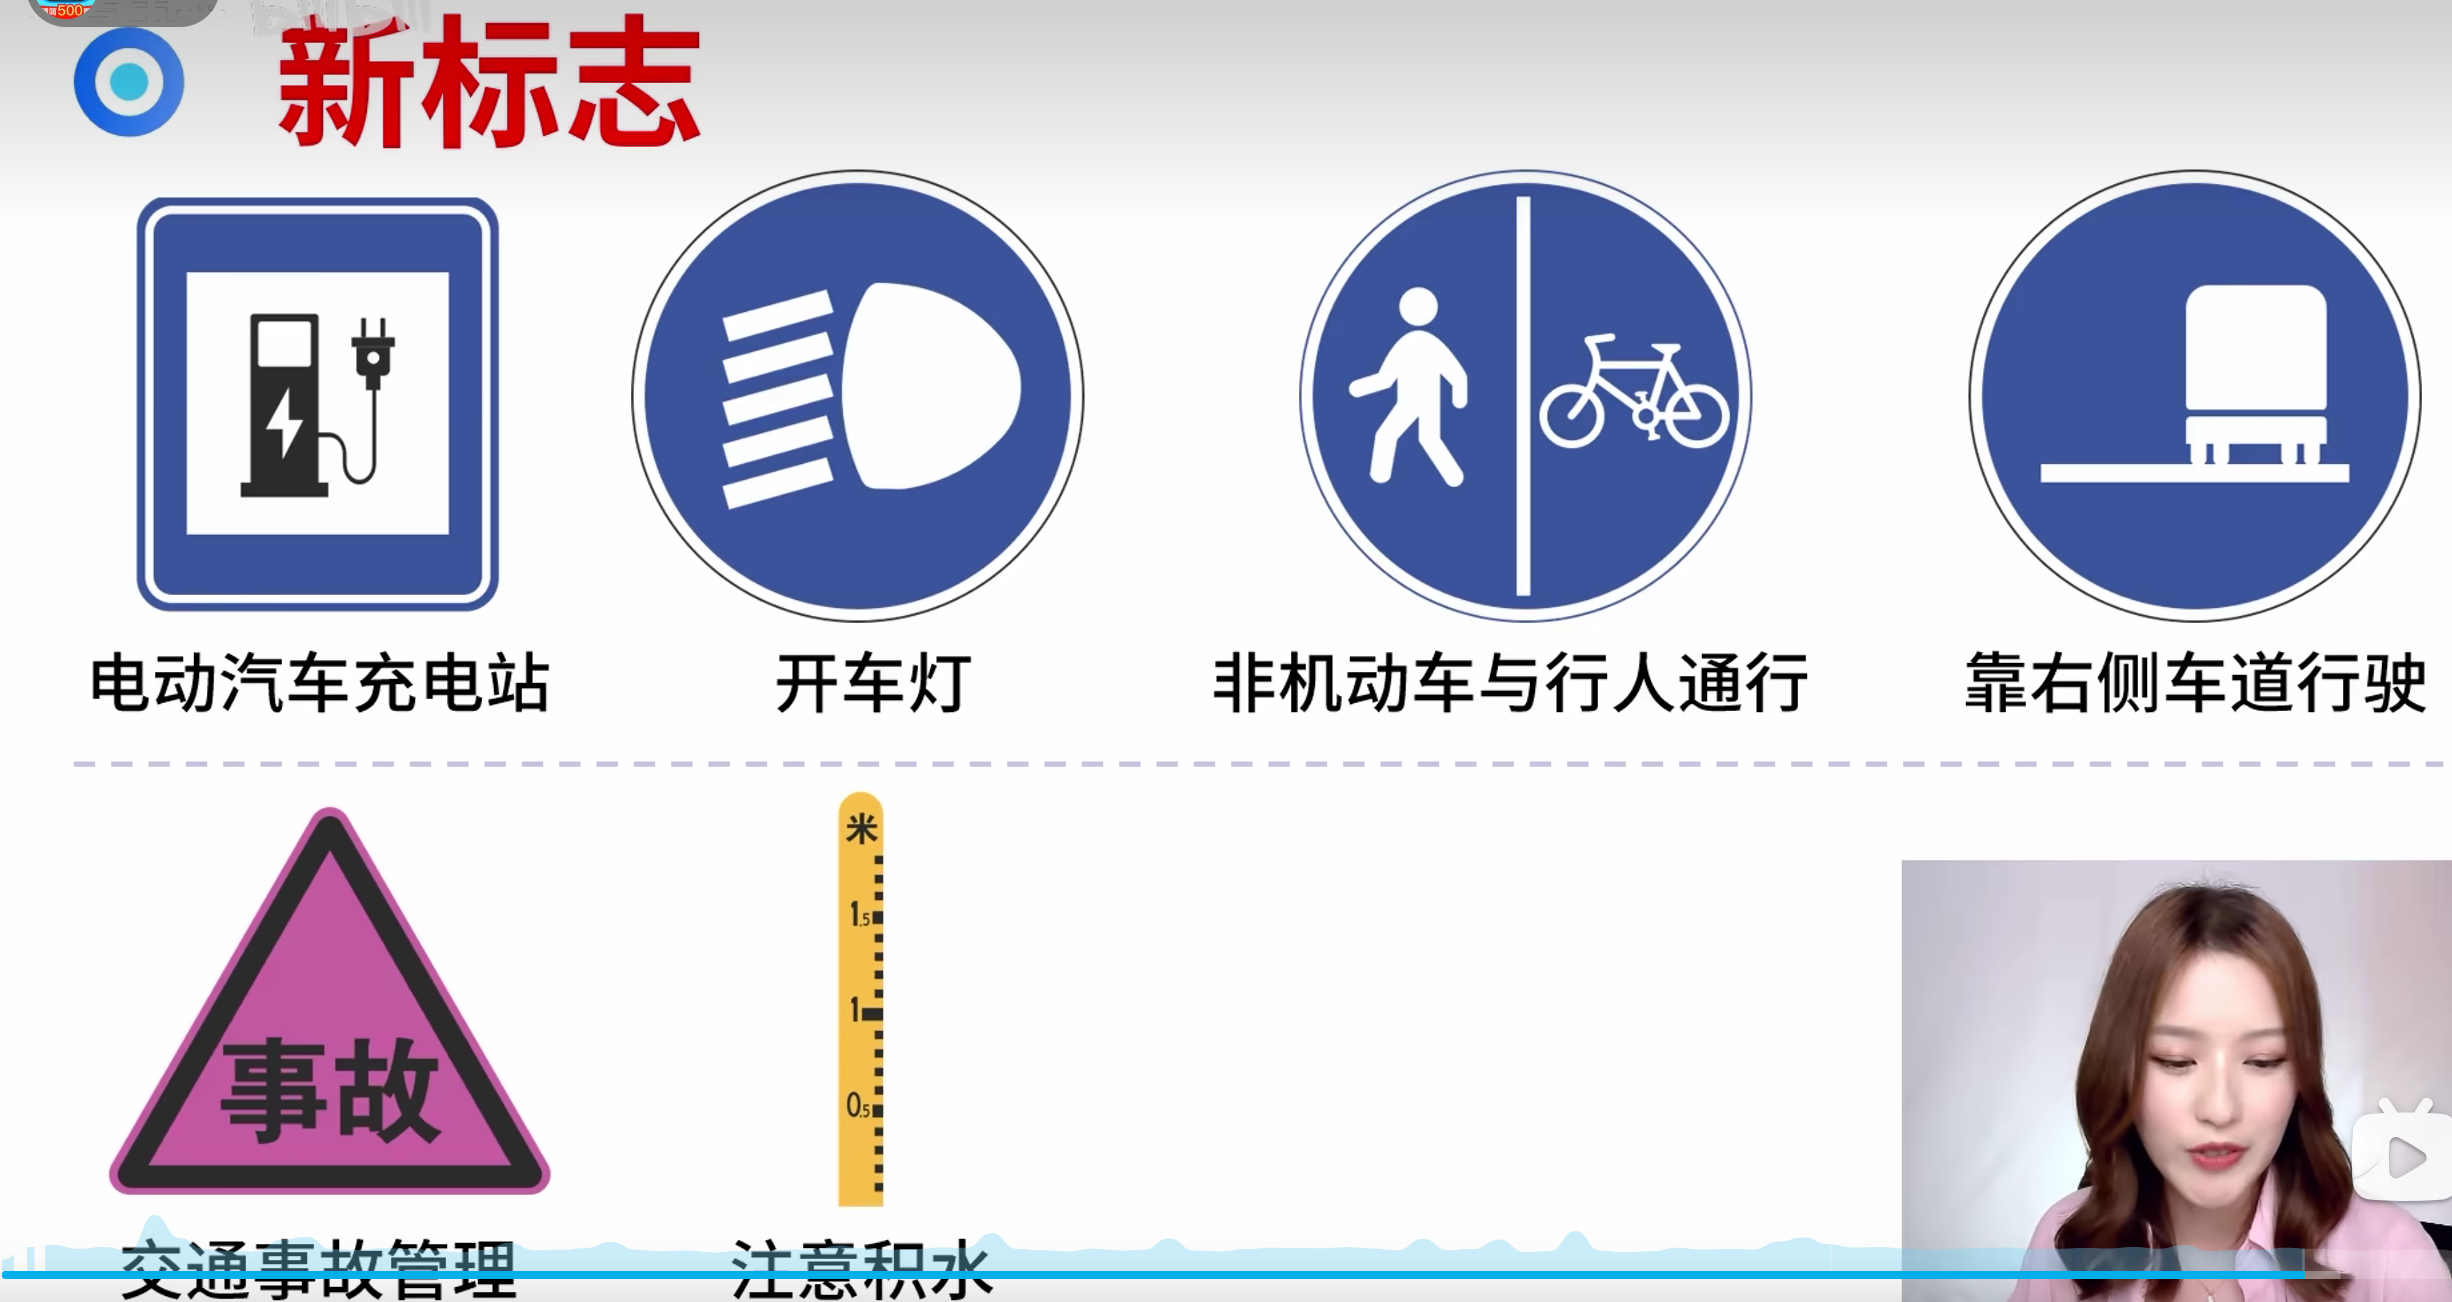 500
新标志
电动汽车充电站
开车灯
非机动车与行人通行
靠右侧车道行驶
事故
米
1.5
1
0.5
交通事故管理
注意积水